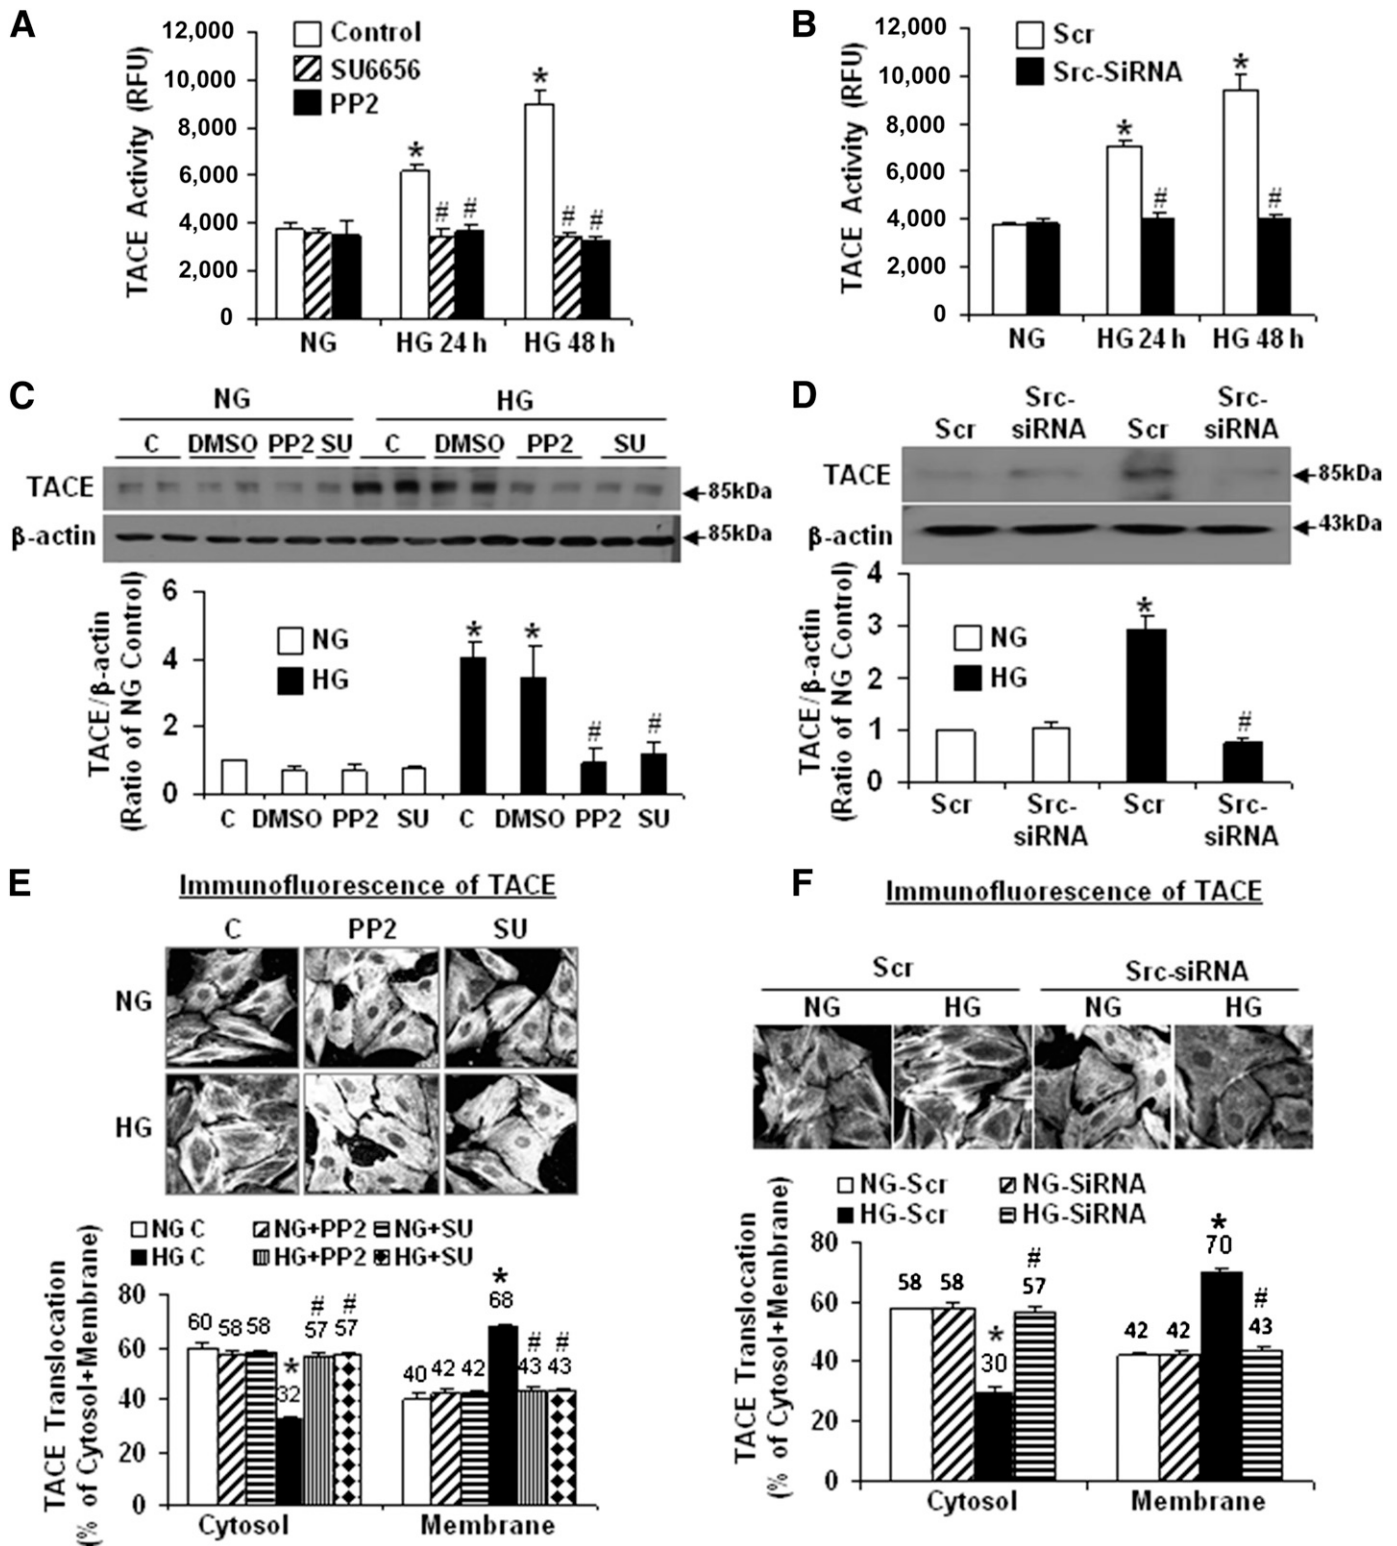 A
TACE Activity (RFU)
12,000
10,000
8,000
6,000
4,000
2,000
0
Control
SU6656
PP2
*
# #
*
# #
NG HG 24 h HG 48 h
B
TACE Activity (RFU)
12,000
10,000
8,000
6,000
4,000
2,000
0
Scr
Src-SiRNA
*
#
*
#
NG HG 24 h HG 48 h
C
NG HG
C DMSO PP2 SU C DMSO PP2 SU
TACE
85kDa
β-actin
85kDa
TACE/β-actin
(Ratio of NG Control)
6
4
2
0
NG
HG
* * # #
C DMSO PP2 SU C DMSO PP2 SU
D
Scr Src-siRNA Scr Src-siRNA
TACE
85kDa
β-actin
43kDa
TACE/β-actin
(Ratio of NG Control)
4
3
2
1
0
NG
HG
* #
Scr Src-siRNA Scr Src-siRNA
E
Immunofluorescence of TACE
C PP2 SU
NG
HG
NG C NG+PP2 NG+SU
HG C HG+PP2 HG+SU
TACE Translocation
(% of Cytosol+Membrane)
80
60
40
20
0
* # #
60 58 58 32 57 57
* # #
40 42 42 68 43 43
Cytosol Membrane
F
Immunofluorescence of TACE
Scr Src-siRNA
NG HG NG HG
NG-Scr NG-SiRNA
HG-Scr HG-SiRNA
TACE Translocation
(% of Cytosol+Membrane)
80
60
40
20
0
* #
58 58 30 57
* #
42 42 70 43
Cytosol Membrane